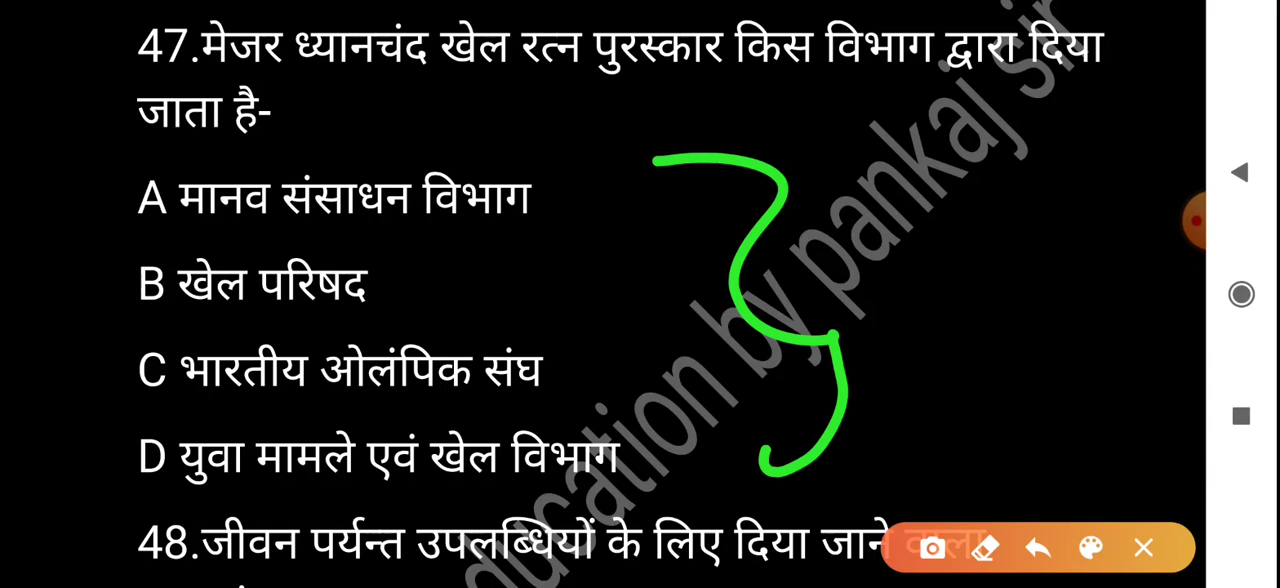 47.मेजर ध्यानचंद खेल रत्न पुरस्कार किस विभाग द्वारा दिया
जाता है-
A मानव संसाधन विभाग
B खेल परिषद
C भारतीय ओलंपिक संघ
D युवा मामले एवं खेल विभाग
48.जीवन पर्यन्त उपलब्धियों के लिए दिया जाने वाला
ducation by pankaj sir